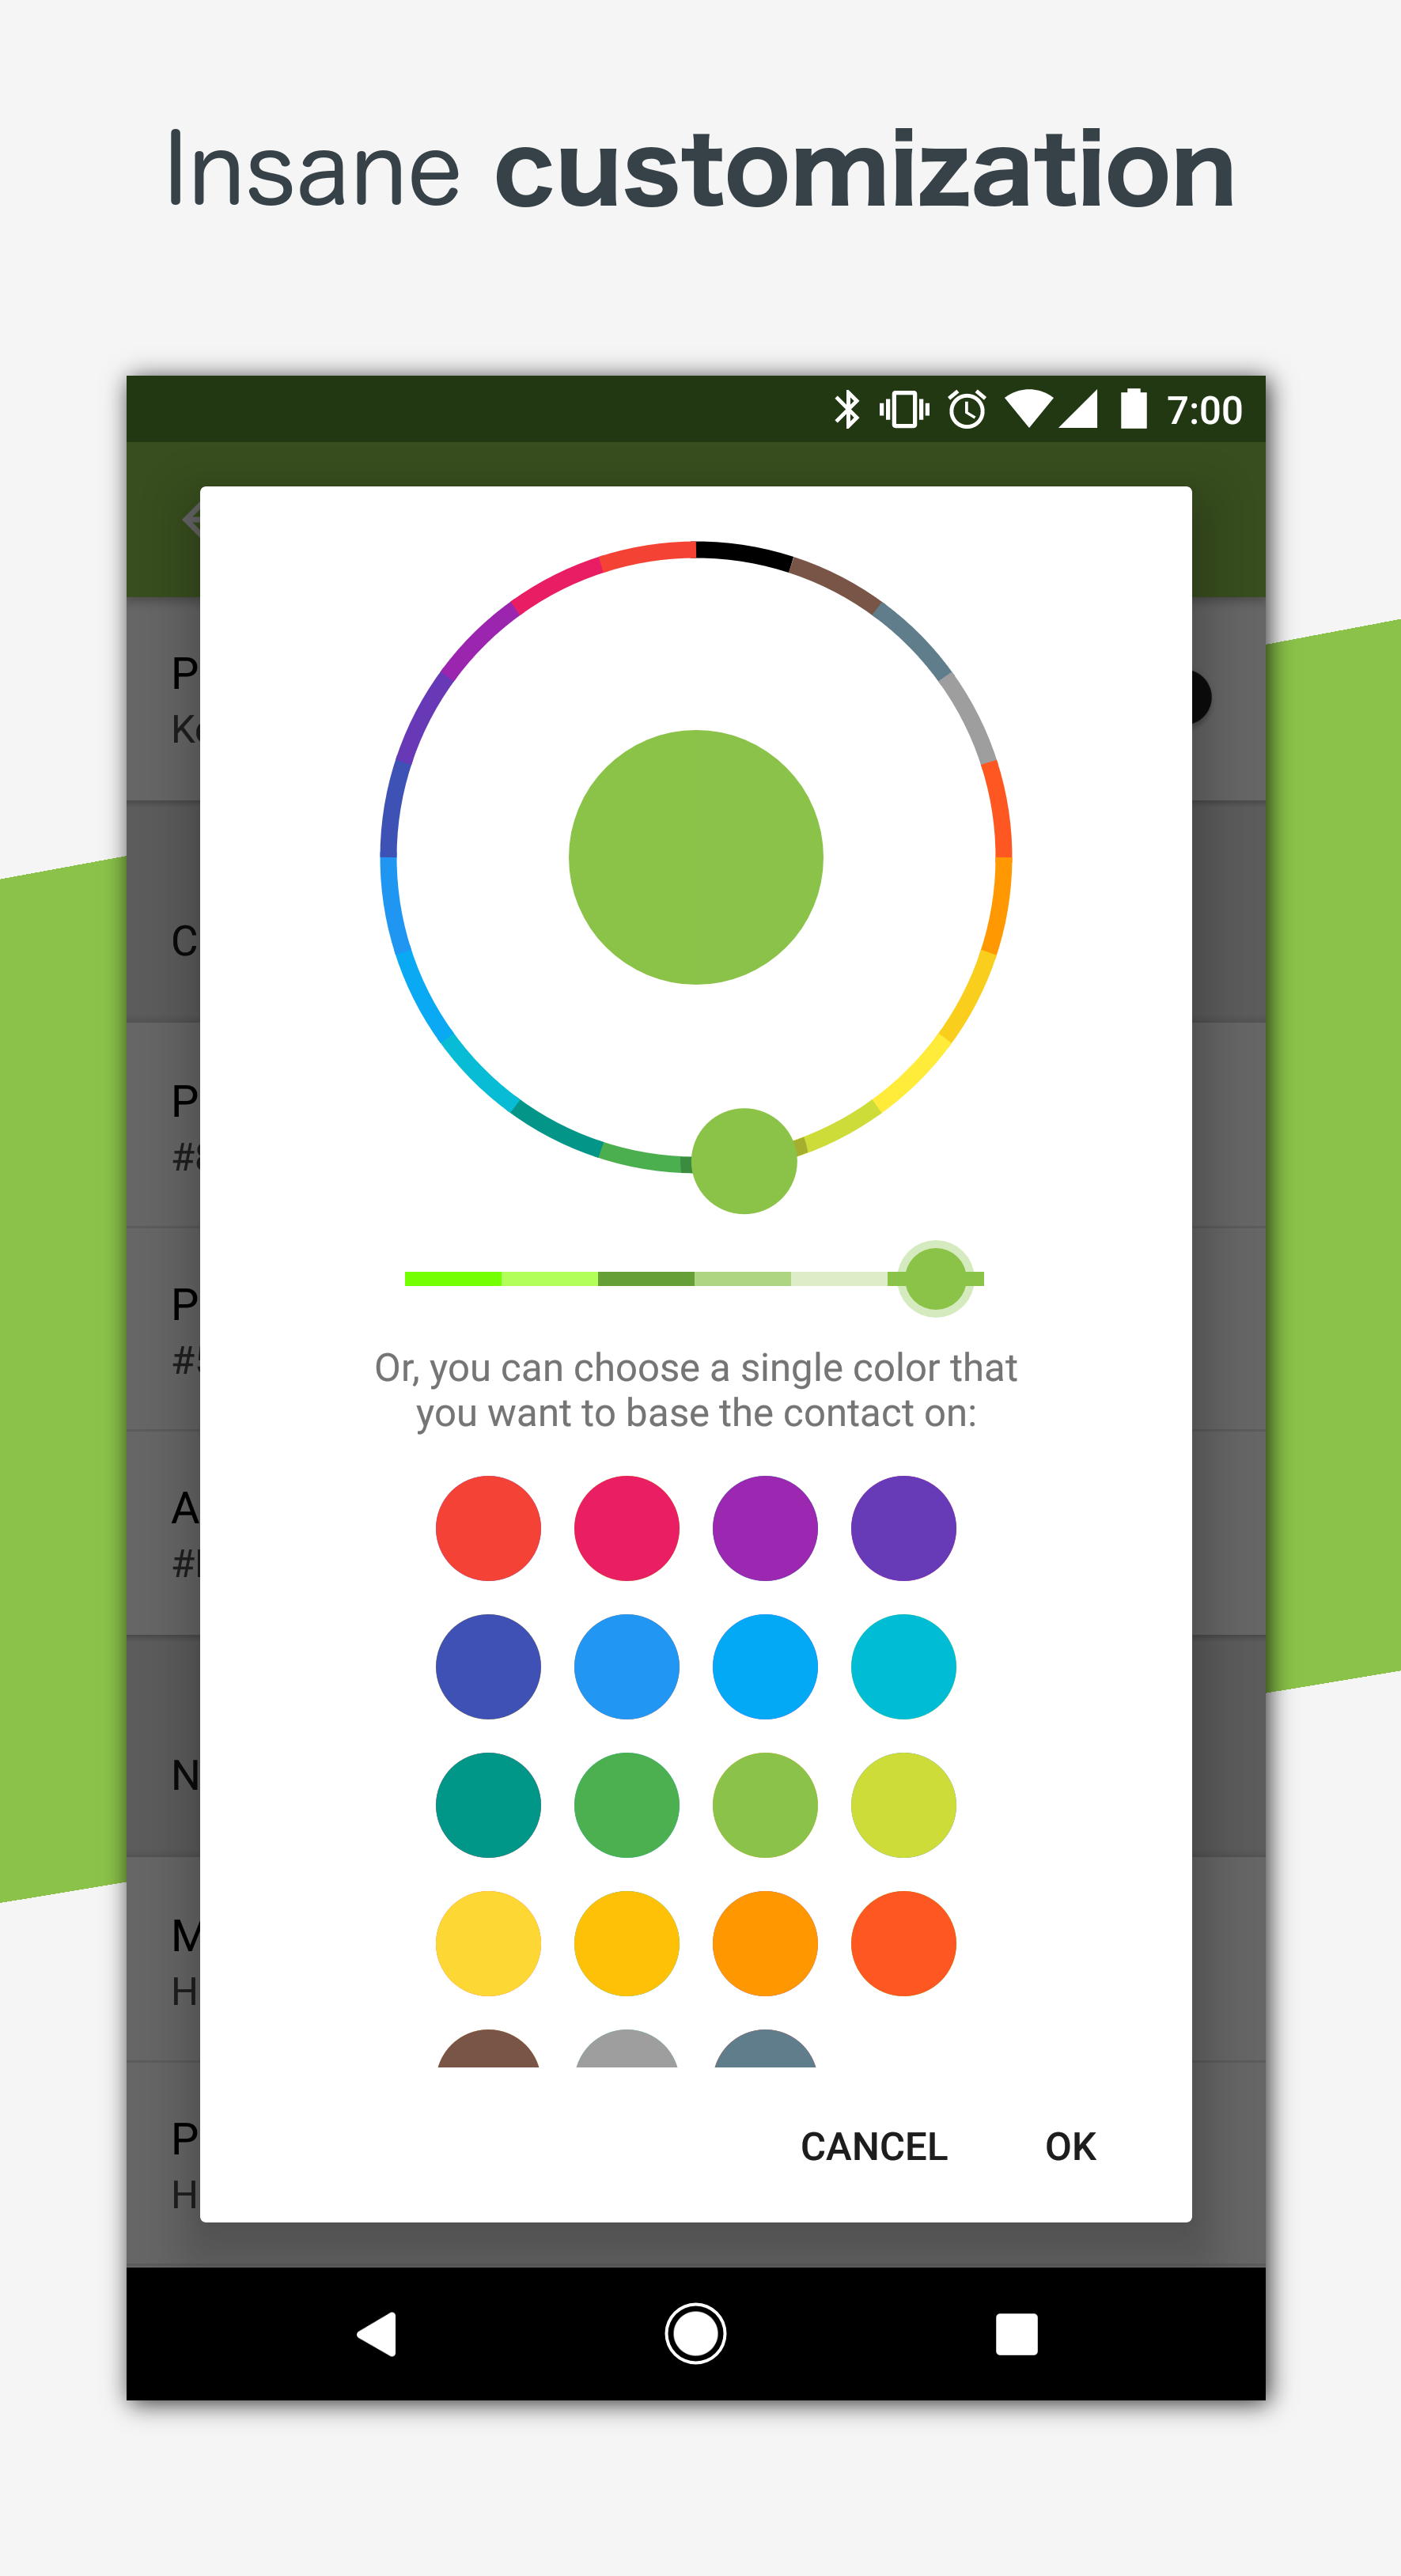 Insane customization
7:00
Or, you can choose a single color that
you want to base the contact on:
CANCEL
OK